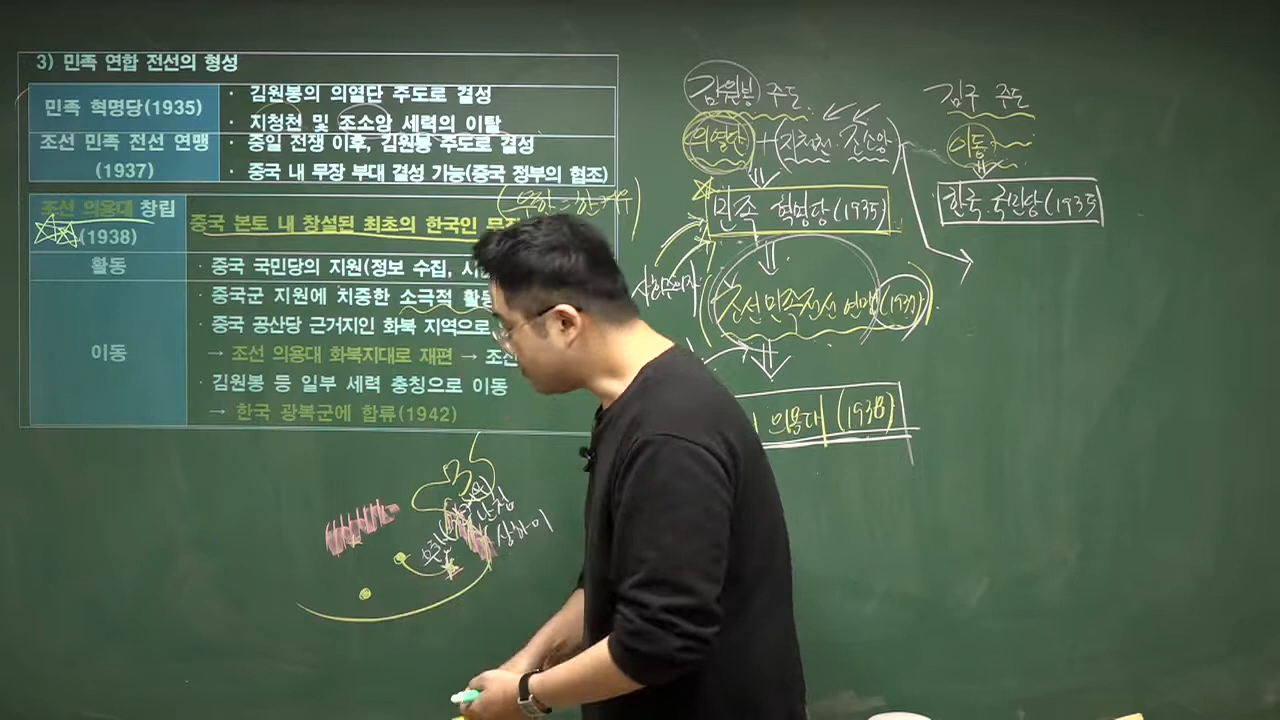 3) 민족 연합 전선의 형성
민족 혁명당(1935)
· 김원봉의 의열단 주도로 결성
· 지청천 및 조소앙 세력의 이탈
조선 민족 전선 연맹
(1937)
· 중일 전쟁 이후, 김원봉 주도로 결성
· 중국 내 무장 부대 결성 가능(중국 정부의 협조)
조선 의용대 창립
(1938)
중국 본토 내 창설된 최초의 한국인 무장
활동
· 중국 국민당의 지원(정보 수집,
이동
· 중국군 지원에 치중한 소극적 활동
· 중국 공산당 근거지인 화북 지역으로
→ 조선 의용대 화북지대로 재편 → 조선
· 김원봉 등 일부 세력 충칭으로 이동
→ 한국 광복군에 합류(1942)
난징
상하이
우한
김원봉 주도
의열단 + 지청천 조소앙
민족 혁명당(1935)
사회주의자
조선민족전선 연맹(1937)
의용대(1938)
김구 주도
이동
한국 국민당(1935)